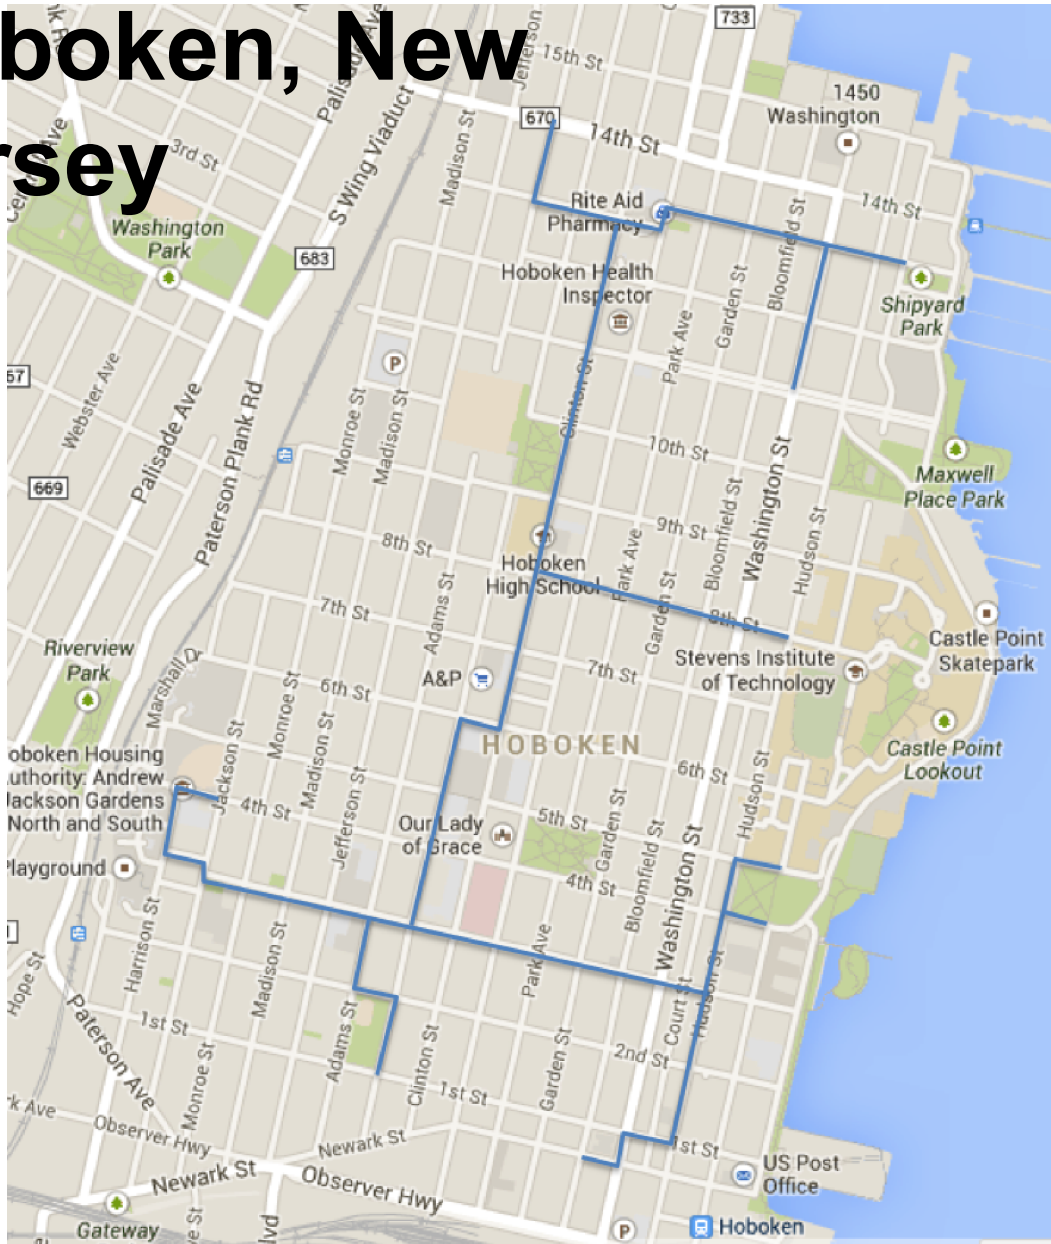 boken, New
rsey
733
15th St
Jefferson
Palisade Ave
1450
Washington
670
14th St
3rd St
S Wing Viaduct
Madison St
Rite Aid
Pharmacy
14th St
Washington
Park
683
Hoboken Health
Inspector
Bloomfield St
Garden St
Shipyard
Park
Park Ave
57
Webster Ave
Palisade Ave
Paterson Plank Rd
Monroe St
Madison St
P
Clinton St
10th St
Washington St
Maxwell
Place Park
669
8th St
9th St
Bloomfield St
Hudson St
Hoboken
High School
Park Ave
Garden St
8th St
Adams St
7th St
Castle Point
Skatepark
Riverview
Park
Marshall Dr
A&P
7th St
Stevens Institute
of Technology
6th St
Monroe St
Madison St
HOBOKEN
Castle Point
Lookout
oboken Housing
uthority: Andrew
Jackson Gardens
North and South
Jackson St
4th St
Jefferson St
6th St
Hudson St
Our Lady
of Grace
5th St
Garden St
Bloomfield St
Washington St
Playground
4th St
Harrison St
Madison St
Park Ave
Hope St
Paterson Ave
1st St
Adams St
Clinton St
Court St
Hudson St
2nd St
Garden St
Monroe St
1st St
rk Ave
Observer Hwy
Newark St
1st St
US Post
Office
Newark St
Observer Hwy
Gateway
e St
lvd
P
Hoboken